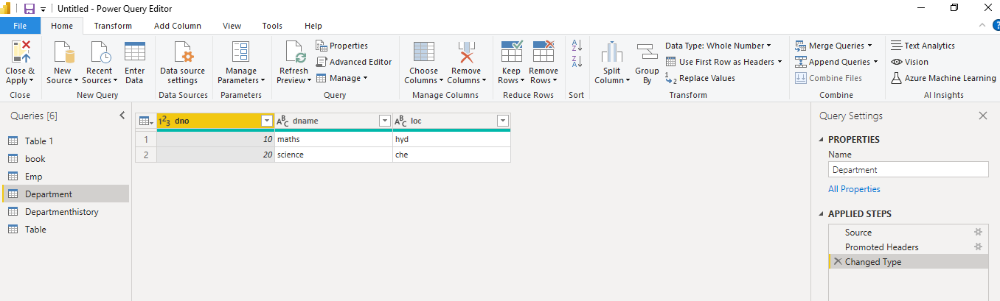 Untitled - Power Query Editor
File Home Transform Add Column View Tools Help
Close & Apply
New Source
Recent Sources
Enter Data
Data source settings
Manage Parameters
Refresh Preview
Properties
Advanced Editor
Manage
Choose Columns
Remove Columns
Keep Rows
Remove Rows
A Z
Z A
Split Column
Group By
Data Type: Whole Number
Use First Row as Headers
1 2 Replace Values
Merge Queries
Append Queries
Combine Files
Text Analytics
Vision
Azure Machine Learning
Close New Query Data Sources Parameters Query Manage Columns Reduce Rows Sort Transform Combine AI Insights
Queries [6]
Table 1
book
Emp
Department
Departmenthistory
Table
1 2 3 dno A B C dname A B C loc
1 10 maths hyd
2 20 science che
Query Settings
PROPERTIES
Name
Department
All Properties
APPLIED STEPS
Source
Promoted Headers
Changed Type